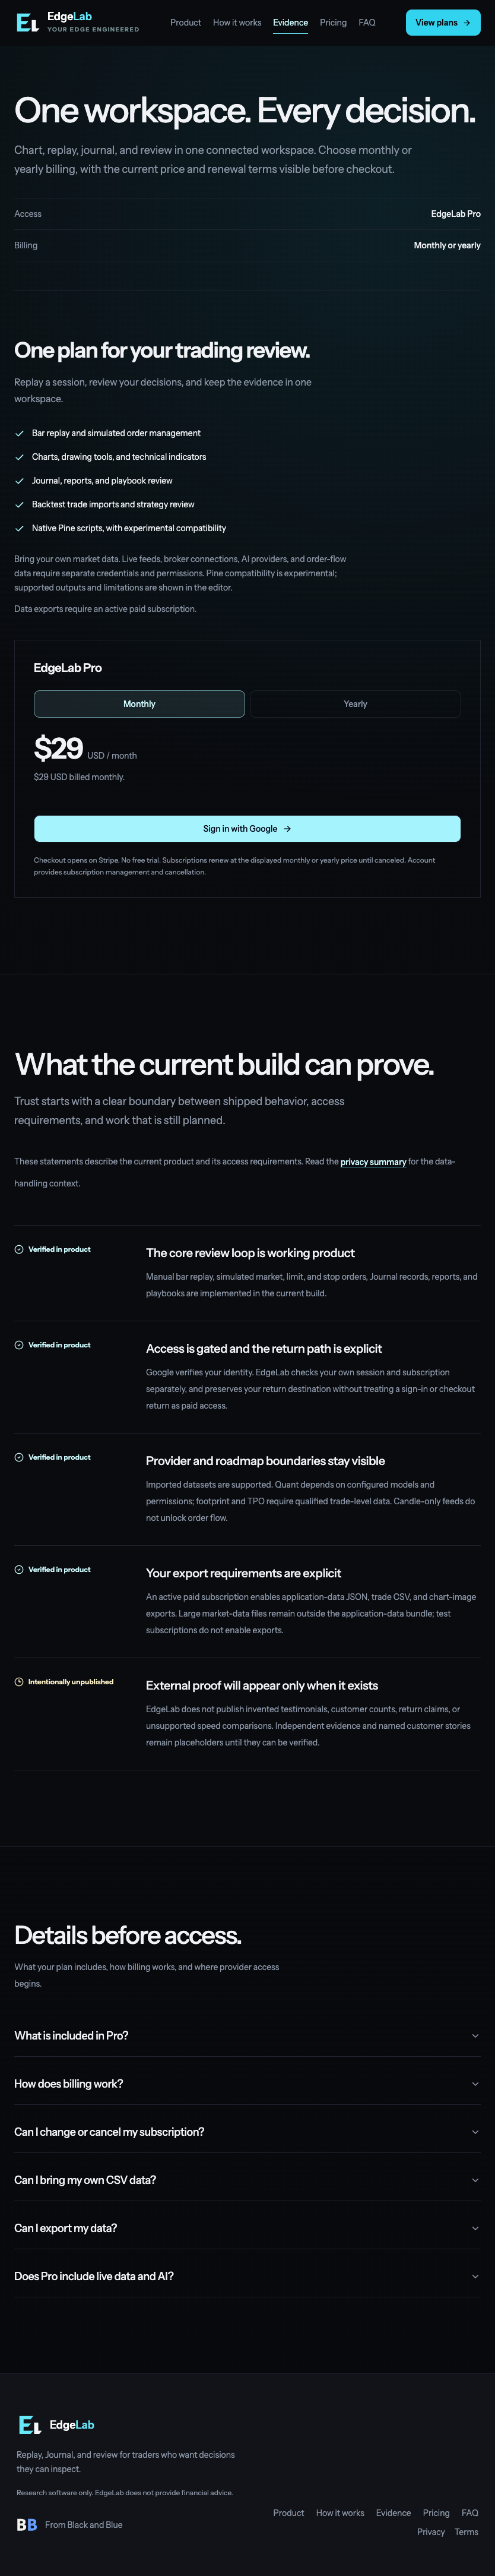 EdgeLab
YOUR EDGE ENGINEERED
Product
How it works
Evidence
Pricing
FAQ
View plans
One workspace. Every decision.
Chart, replay, journal, and review in one connected workspace. Choose monthly or
yearly billing, with the current price and renewal terms visible before checkout.
Access
EdgeLab Pro
Billing
Monthly or yearly
One plan for your trading review.
Replay a session, review your decisions, and keep the evidence in one
workspace.
Bar replay and simulated order management
Charts, drawing tools, and technical indicators
Journal, reports, and playbook review
Backtest trade imports and strategy review
Native Pine scripts, with experimental compatibility
Bring your own market data. Live feeds, broker connections, AI providers, and order-flow
data require separate credentials and permissions. Pine compatibility is experimental;
supported outputs and limitations are shown in the editor.
Data exports require an active paid subscription.
EdgeLab Pro
Monthly
Yearly
$29 USD / month
$29 USD billed monthly.
Sign in with Google
Checkout opens on Stripe. No free trial. Subscriptions renew at the displayed monthly or yearly price until canceled. Account
provides subscription management and cancellation.
What the current build can prove.
Trust starts with a clear boundary between shipped behavior, access
requirements, and work that is still planned.
These statements describe the current product and its access requirements. Read the privacy summary for the data-
handling context.
Verified in product
The core review loop is working product
Manual bar replay, simulated market, limit, and stop orders, Journal records, reports, and
playbooks are implemented in the current build.
Verified in product
Access is gated and the return path is explicit
Google verifies your identity. EdgeLab checks your own session and subscription
separately, and preserves your return destination without treating a sign-in or checkout
return as paid access.
Verified in product
Provider and roadmap boundaries stay visible
Imported datasets are supported. Quant depends on configured models and
permissions; footprint and TPO require qualified trade-level data. Candle-only feeds do
not unlock order flow.
Verified in product
Your export requirements are explicit
An active paid subscription enables application-data JSON, trade CSV, and chart-image
exports. Large market-data files remain outside the application-data bundle; test
subscriptions do not enable exports.
Intentionally unpublished
External proof will appear only when it exists
EdgeLab does not publish invented testimonials, customer counts, return claims, or
unsupported speed comparisons. Independent evidence and named customer stories
remain placeholders until they can be verified.
Details before access.
What your plan includes, how billing works, and where provider access
begins.
What is included in Pro?
How does billing work?
Can I change or cancel my subscription?
Can I bring my own CSV data?
Can I export my data?
Does Pro include live data and AI?
EL
EdgeLab
Replay, Journal, and review for traders who want decisions
they can inspect.
Research software only. EdgeLab does not provide financial advice.
BB
From Black and Blue
Product
How it works
Evidence
Pricing
FAQ
Privacy
Terms